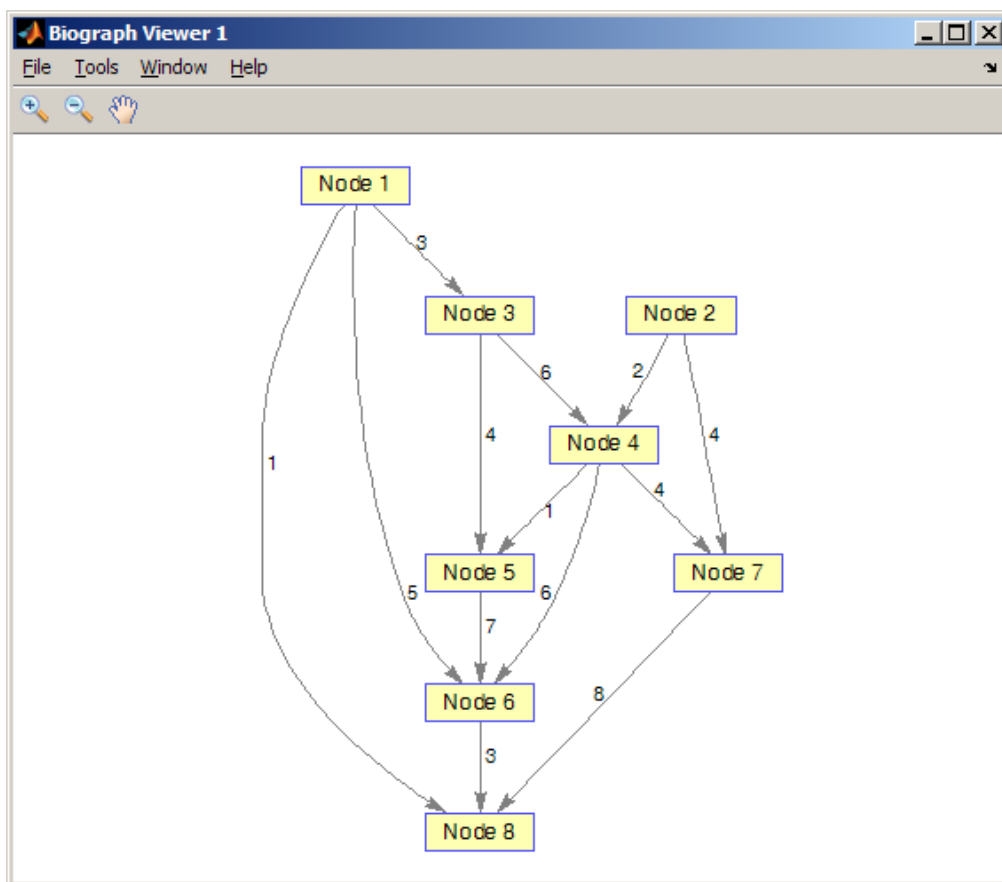 Biograph Viewer 1
File Tools Window Help
Node 1
3
Node 3 Node 2
6 2
4 4
Node 4
1
4
1
Node 5 Node 7
5 6
7
8
Node 6
3
Node 8